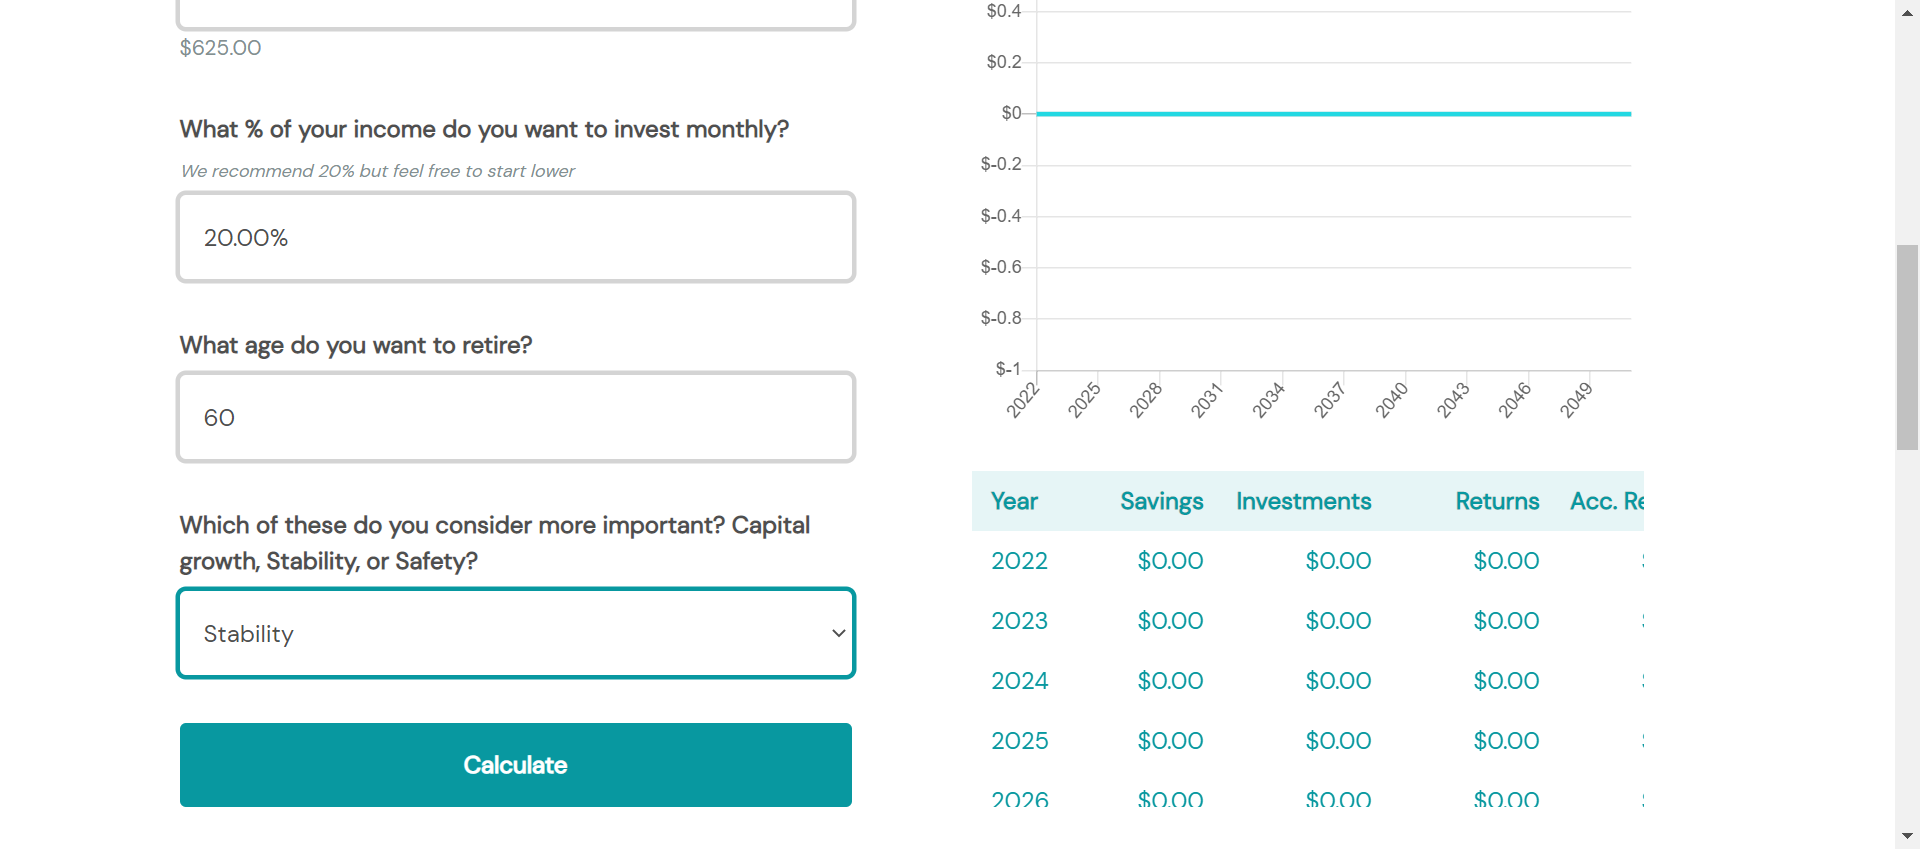 $625.00
What % of your income do you want to invest monthly?
We recommend 20% but feel free to start lower
20.00%
What age do you want to retire?
60
Which of these do you consider more important? Capital
growth, Stability, or Safety?
Stability
Calculate
$0.4
$0.2
$0
$-0.2
$-0.4
$-0.6
$-0.8
$-1
2022 2025 2028 2031 2034 2037 2040 2043 2046 2049
Year Savings Investments Returns Acc. Re
2022 $0.00 $0.00 $0.00
2023 $0.00 $0.00 $0.00
2024 $0.00 $0.00 $0.00
2025 $0.00 $0.00 $0.00
2026 $0.00 $0.00 $0.00